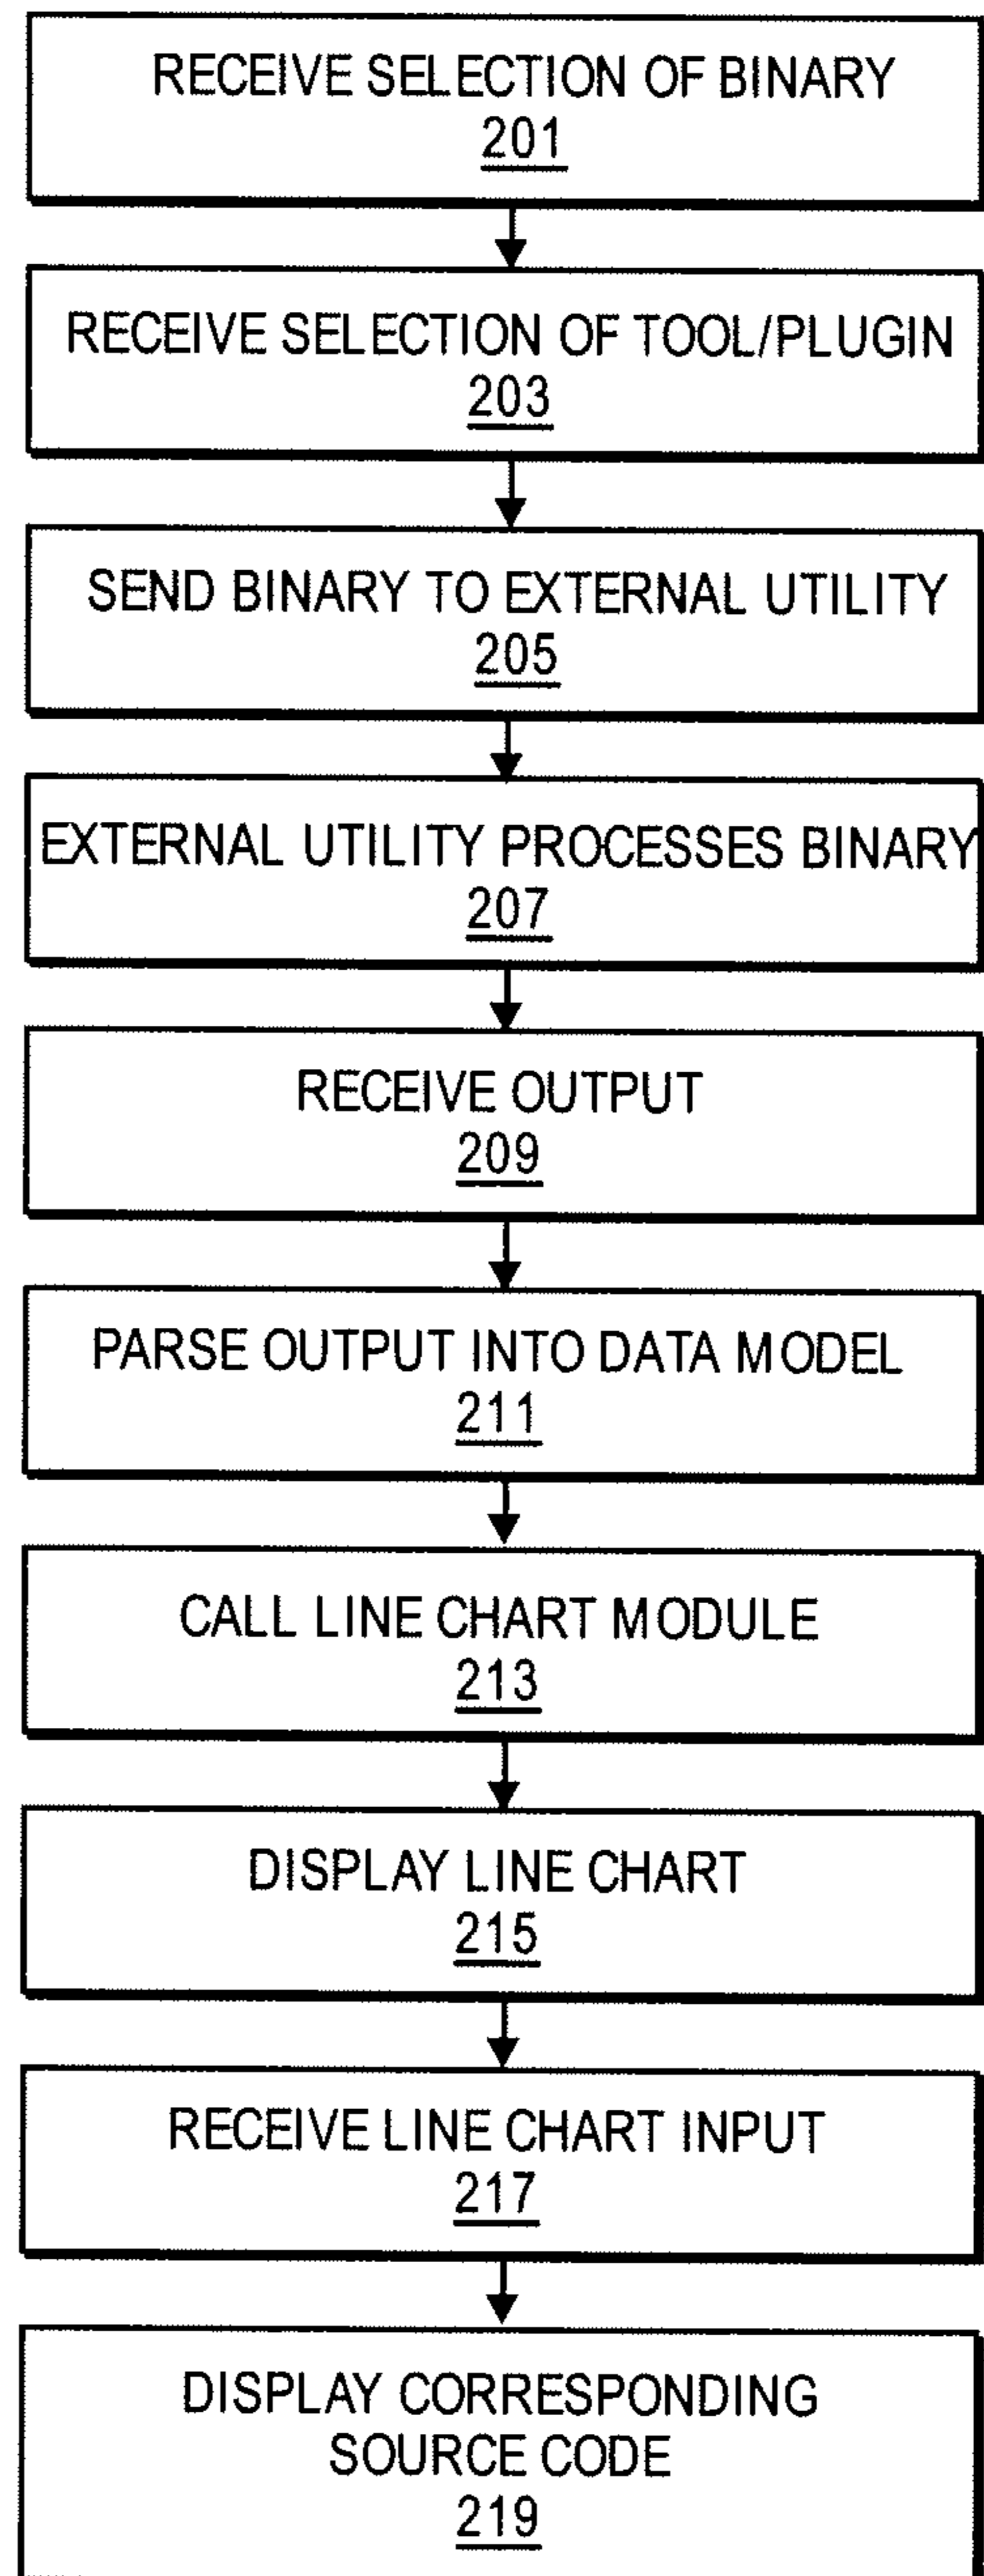 RECEIVE SELECTION OF BINARY
201
RECEIVE SELECTION OF TOOL/PLUGIN
203
SEND BINARY TO EXTERNAL UTILITY
205
EXTERNAL UTILITY PROCESSES BINARY
207
RECEIVE OUTPUT
209
PARSE OUTPUT INTO DATA MODEL
211
CALL LINE CHART MODULE
213
DISPLAY LINE CHART
215
RECEIVE LINE CHART INPUT
217
DISPLAY CORRESPONDING
SOURCE CODE
219